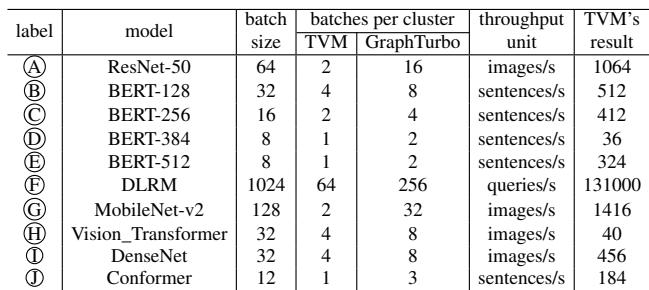 label model batch size batches per cluster throughput unit TVM's result
TVM GraphTurbo
Ⓐ ResNet-50 64 2 16 images/s 1064
Ⓑ BERT-128 32 4 8 sentences/s 512
Ⓒ BERT-256 16 2 4 sentences/s 412
Ⓓ BERT-384 8 1 2 sentences/s 36
Ⓔ BERT-512 8 1 2 sentences/s 324
Ⓕ DLRM 1024 64 256 queries/s 131000
Ⓖ MobileNet-v2 128 2 32 images/s 1416
Ⓗ Vision_Transformer 32 4 8 images/s 40
Ⓘ DenseNet 32 4 8 images/s 456
Ⓙ Conformer 12 1 3 sentences/s 184